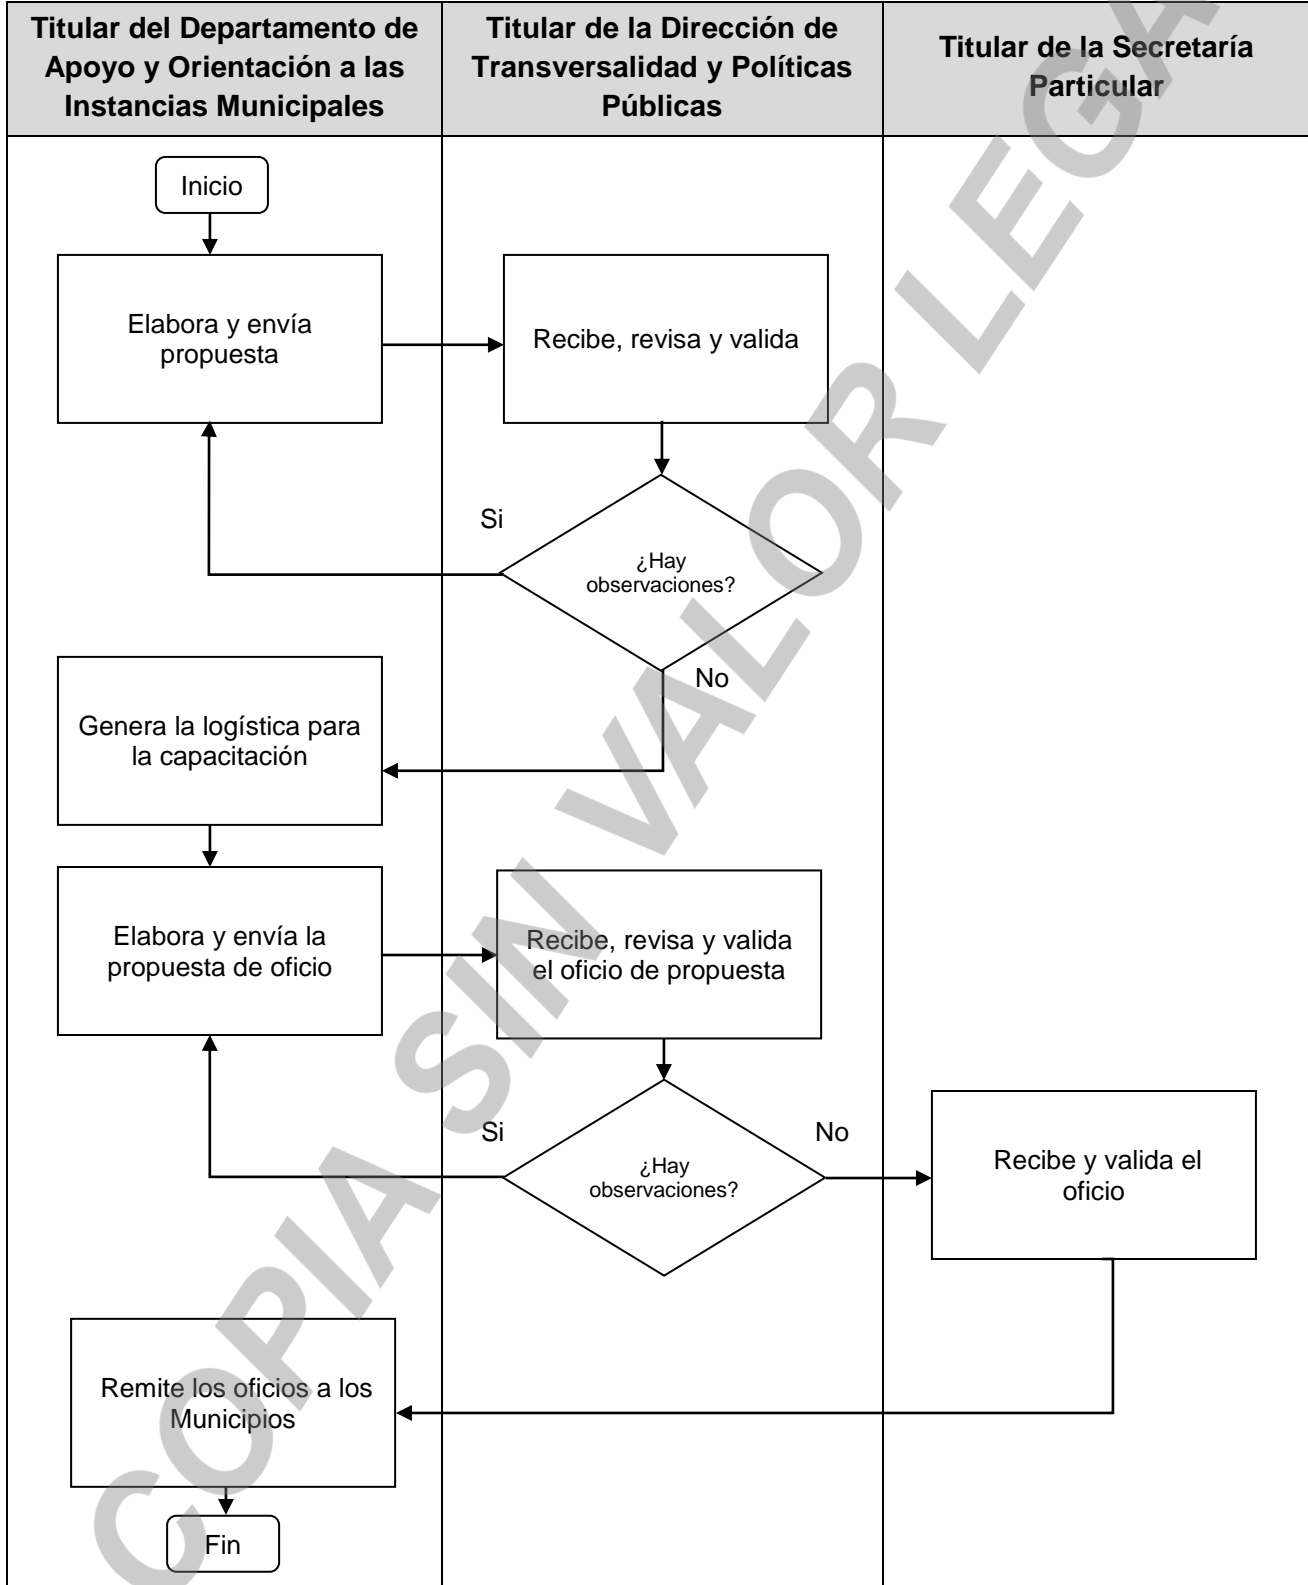 Titular del Departamento de
Apoyo y Orientación a las
Instancias Municipales
Titular de la Dirección de
Transversalidad y Políticas
Públicas
Titular de la Secretaría
Particular
Inicio
Elabora y envía
propuesta
Recibe, revisa y valida
Si
¿Hay
observaciones?
No
Genera la logística para
la capacitación
Elabora y envía la
propuesta de oficio
Recibe, revisa y valida
el oficio de propuesta
Si
¿Hay
observaciones?
No
Recibe y valida el
oficio
Remite los oficios a los
Municipios
Fin
COPIA SIN VALOR LEGA